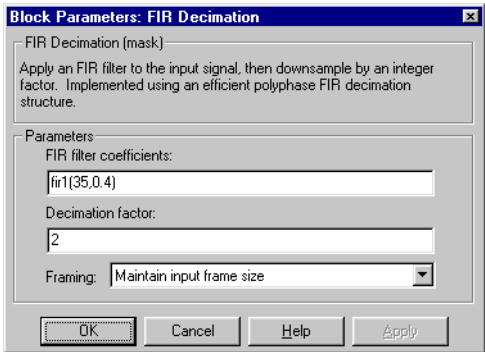 Block Parameters: FIR Decimation
FIR Decimation (mask)
Apply an FIR filter to the input signal, then downsample by an integer
factor.  Implemented using an efficient polyphase FIR decimation
structure.
Parameters
FIR filter coefficients:
fir1(35,0.4)
Decimation factor:
2
Framing: Maintain input frame size
OK Cancel Help Apply